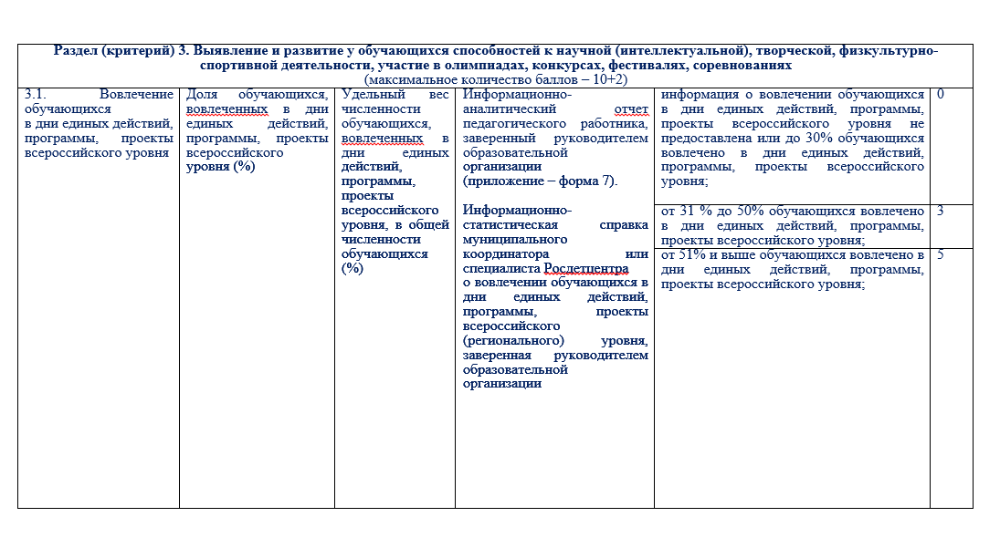 Раздел (критерий) 3. Выявление и развитие у обучающихся способностей к научной (интеллектуальной), творческой, физкультурно-
спортивной деятельности, участие в олимпиадах, конкурсах, фестивалях, соревнованиях
(максимальное количество баллов – 10+2)
3.1. Вовлечение
обучающихся
в дни единых действий,
программы, проекты
всероссийского уровня
Доля обучающихся,
вовлеченных в дни
единых действий,
программы, проекты
всероссийского
уровня (%)
Удельный вес
численности
обучающихся,
вовлеченных в
дни единых
действий,
программы,
проекты
всероссийского
уровня, в общей
численности
обучающихся
(%)
Информационно-
аналитический отчет
педагогического работника,
заверенный руководителем
образовательной
организации
(приложение – форма 7).
Информационно-
статистическая справка
муниципального
координатора или
специалиста Росдетцентра
о вовлечении обучающихся в
дни единых действий,
программы, проекты
всероссийского
(регионального) уровня,
заверенная руководителем
образовательной
организации
информация о вовлечении обучающихся
в дни единых действий, программы,
проекты всероссийского уровня не
предоставлена или до 30% обучающихся
вовлечено в дни единых действий,
программы, проекты всероссийского
уровня;
0
от 31 % до 50% обучающихся вовлечено
в дни единых действий, программы,
проекты всероссийского уровня;
3
от 51% и выше обучающихся вовлечено в
дни единых действий, программы,
проекты всероссийского уровня;
5